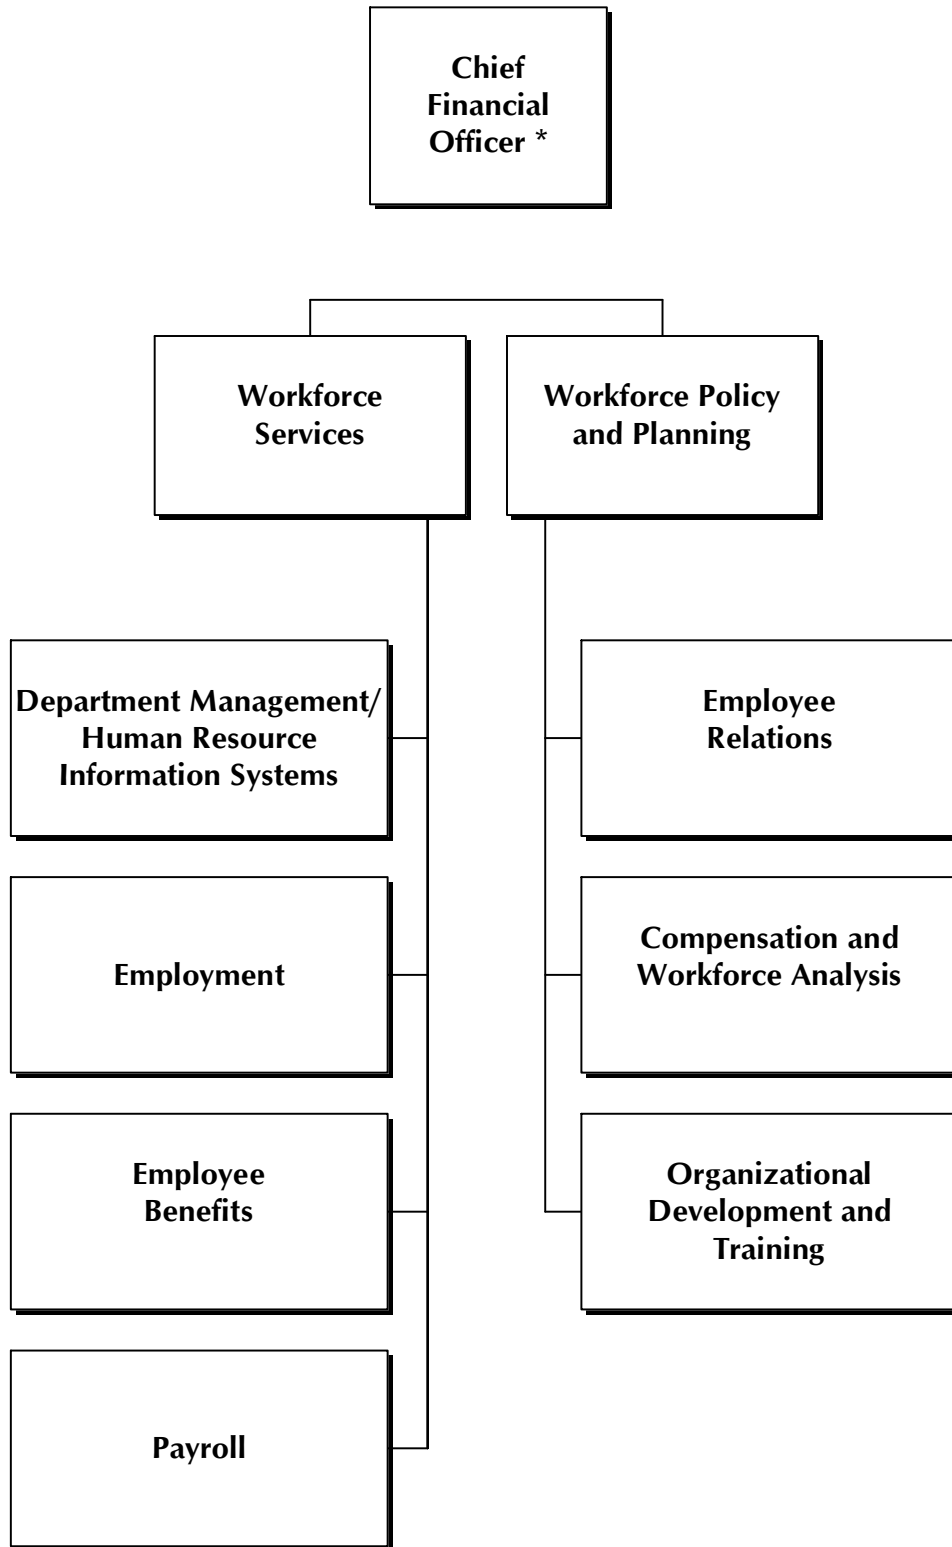 Chief
Financial
Officer *
Workforce
Services
Workforce Policy
and Planning
Department Management/
Human Resource
Information Systems
Employee
Relations
Employment
Compensation and
Workforce Analysis
Employee
Benefits
Organizational
Development and
Training
Payroll